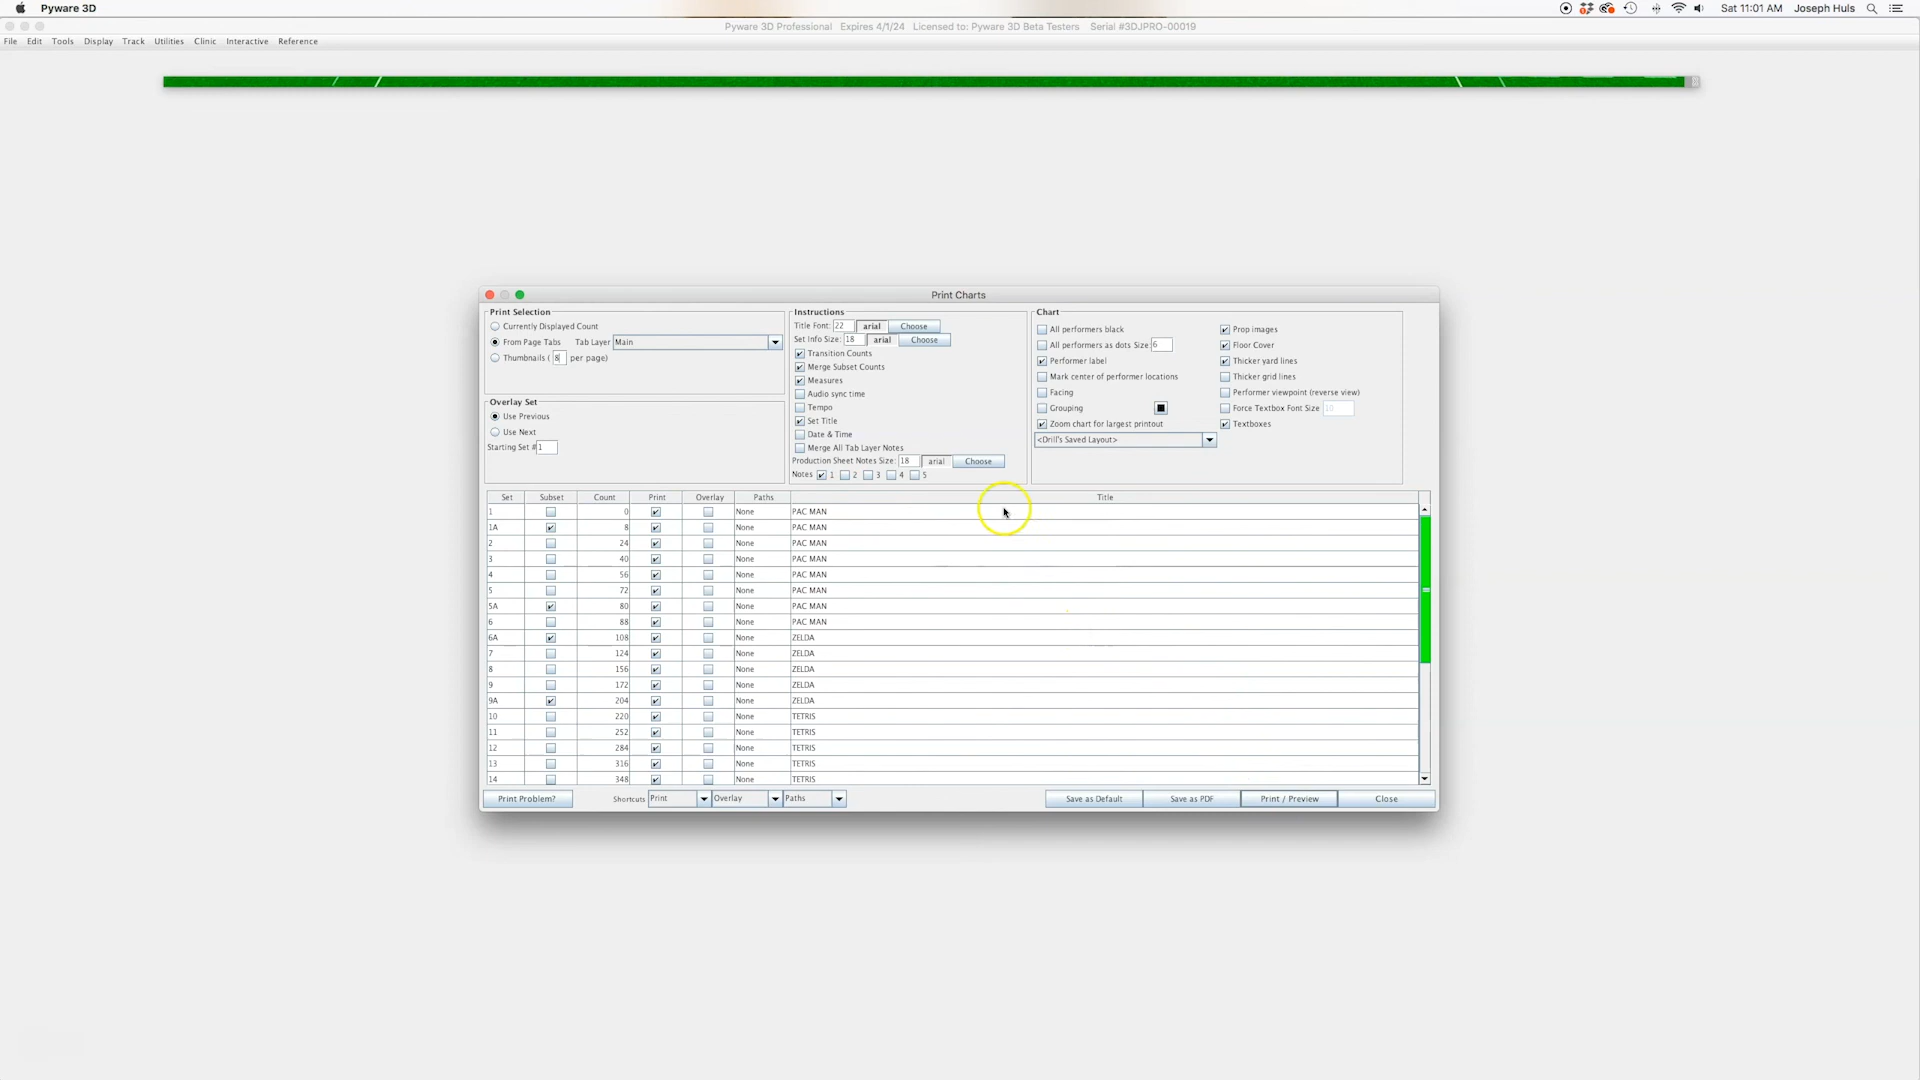 Pyware 3D
Sat 11:01 AM Joseph Huls
Pyware 3D Professional Expires 4/1/24 Licensed to: Pyware 3D Beta Testers Serial #3DJPRO-00019
File Edit Tools Display Track Utilities Clinic Interactive Reference
Print Charts
Print Selection
Currently Displayed Count
From Page Tabs Tab Layer Main
Thumbnails ( 8 per page)
Overlay Set
Use Previous
Use Next
Starting Set # 1
Instructions
Title Font: 22 arial Choose
Set Info Size: 18 arial Choose
Transition Counts
Merge Subset Counts
Measures
Audio sync time
Tempo
Set Title
Date & Time
Merge All Tab Layer Notes
Production Sheet Notes Size: 18 arial Choose
Notes 1 2 3 4 5
Chart
All performers black
All performers as dots Size: 6
Performer label
Mark center of performer locations
Facing
Grouping
Zoom chart for largest printout
<Drill's Saved Layout>
Prop images
Floor Cover
Thicker yard lines
Thicker grid lines
Performer viewpoint (reverse view)
Force Textbox Font Size
Textboxes
Set Subset Count Print Overlay Paths Title
1 0 None PAC MAN
1A 8 None PAC MAN
2 24 None PAC MAN
3 40 None PAC MAN
4 56 None PAC MAN
5 72 None PAC MAN
5A 80 None PAC MAN
6 88 None PAC MAN
6A 108 None ZELDA
7 124 None ZELDA
8 156 None ZELDA
9 172 None ZELDA
9A 204 None ZELDA
10 220 None TETRIS
11 252 None TETRIS
12 284 None TETRIS
13 316 None TETRIS
14 348 None TETRIS
Print Problem? Shortcuts Print Overlay Paths Save as Default Save as PDF Print / Preview Close